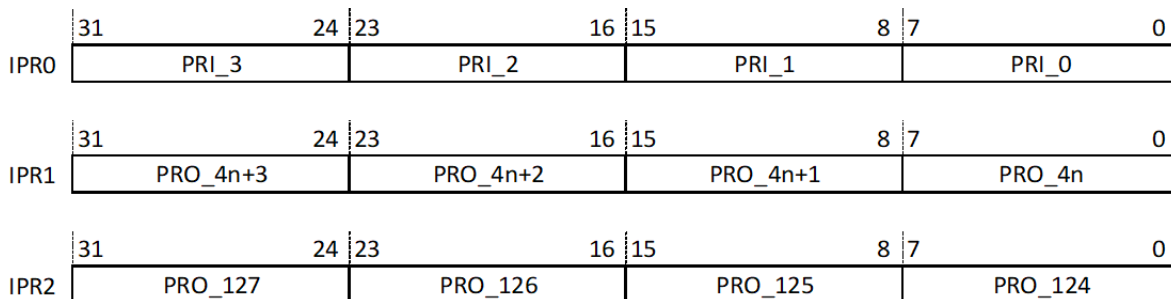 31 24 23 16 15 8 7 0
IPR0 PRI_3 PRI_2 PRI_1 PRI_0
31 24 23 16 15 8 7 0
IPR1 PRO_4n+3 PRO_4n+2 PRO_4n+1 PRO_4n
31 24 23 16 15 8 7 0
IPR2 PRO_127 PRO_126 PRO_125 PRO_124